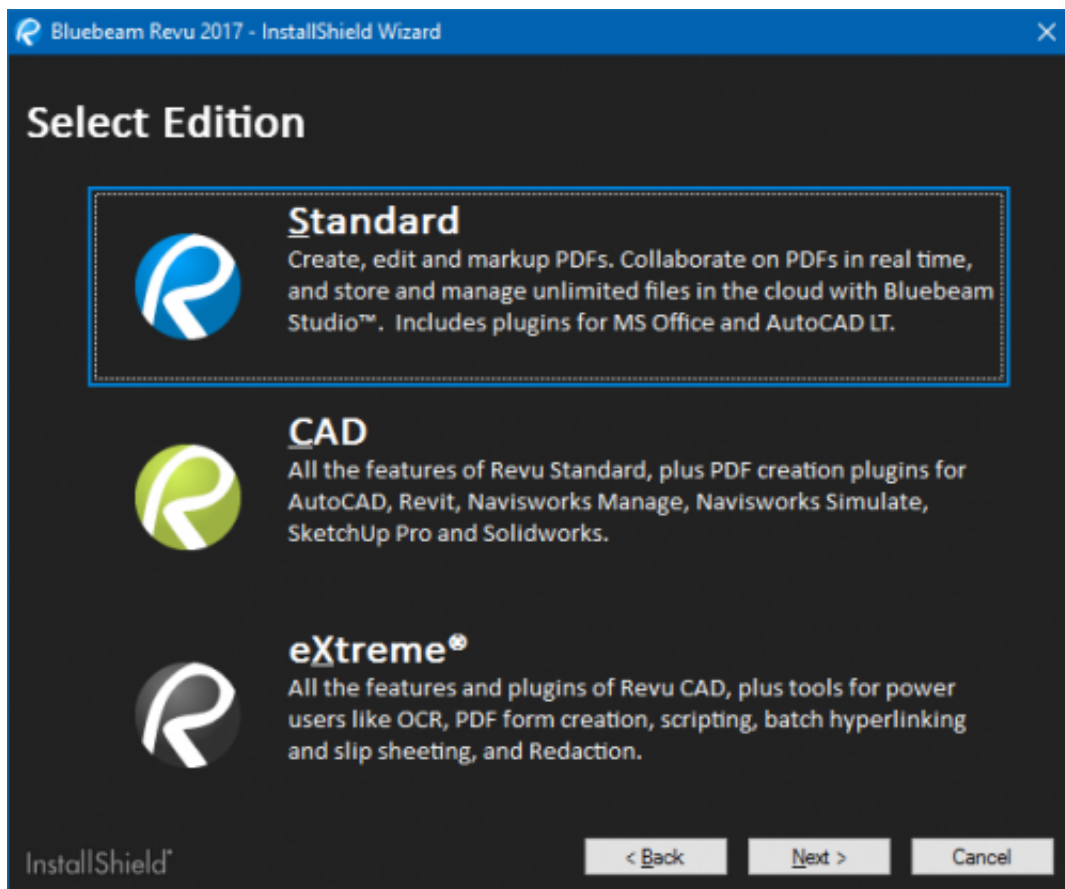 Bluebeam Revu 2017 - InstallShield Wizard
Select Edition
Standard
Create, edit and markup PDFs. Collaborate on PDFs in real time,
and store and manage unlimited files in the cloud with Bluebeam
Studio™.  Includes plugins for MS Office and AutoCAD LT.
CAD
All the features of Revu Standard, plus PDF creation plugins for
AutoCAD, Revit, Navisworks Manage, Navisworks Simulate,
SketchUp Pro and Solidworks.
eXtreme®
All the features and plugins of Revu CAD, plus tools for power
users like OCR, PDF form creation, scripting, batch hyperlinking
and slip sheeting, and Redaction.
InstallShield
< Back
Next >
Cancel